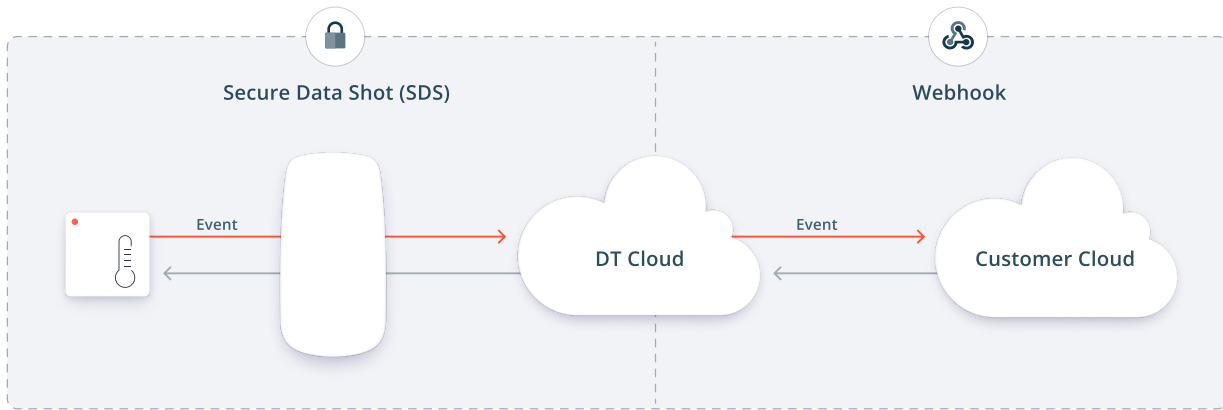 Secure Data Shot (SDS)
Webhook
Event
Event
DT Cloud
Customer Cloud